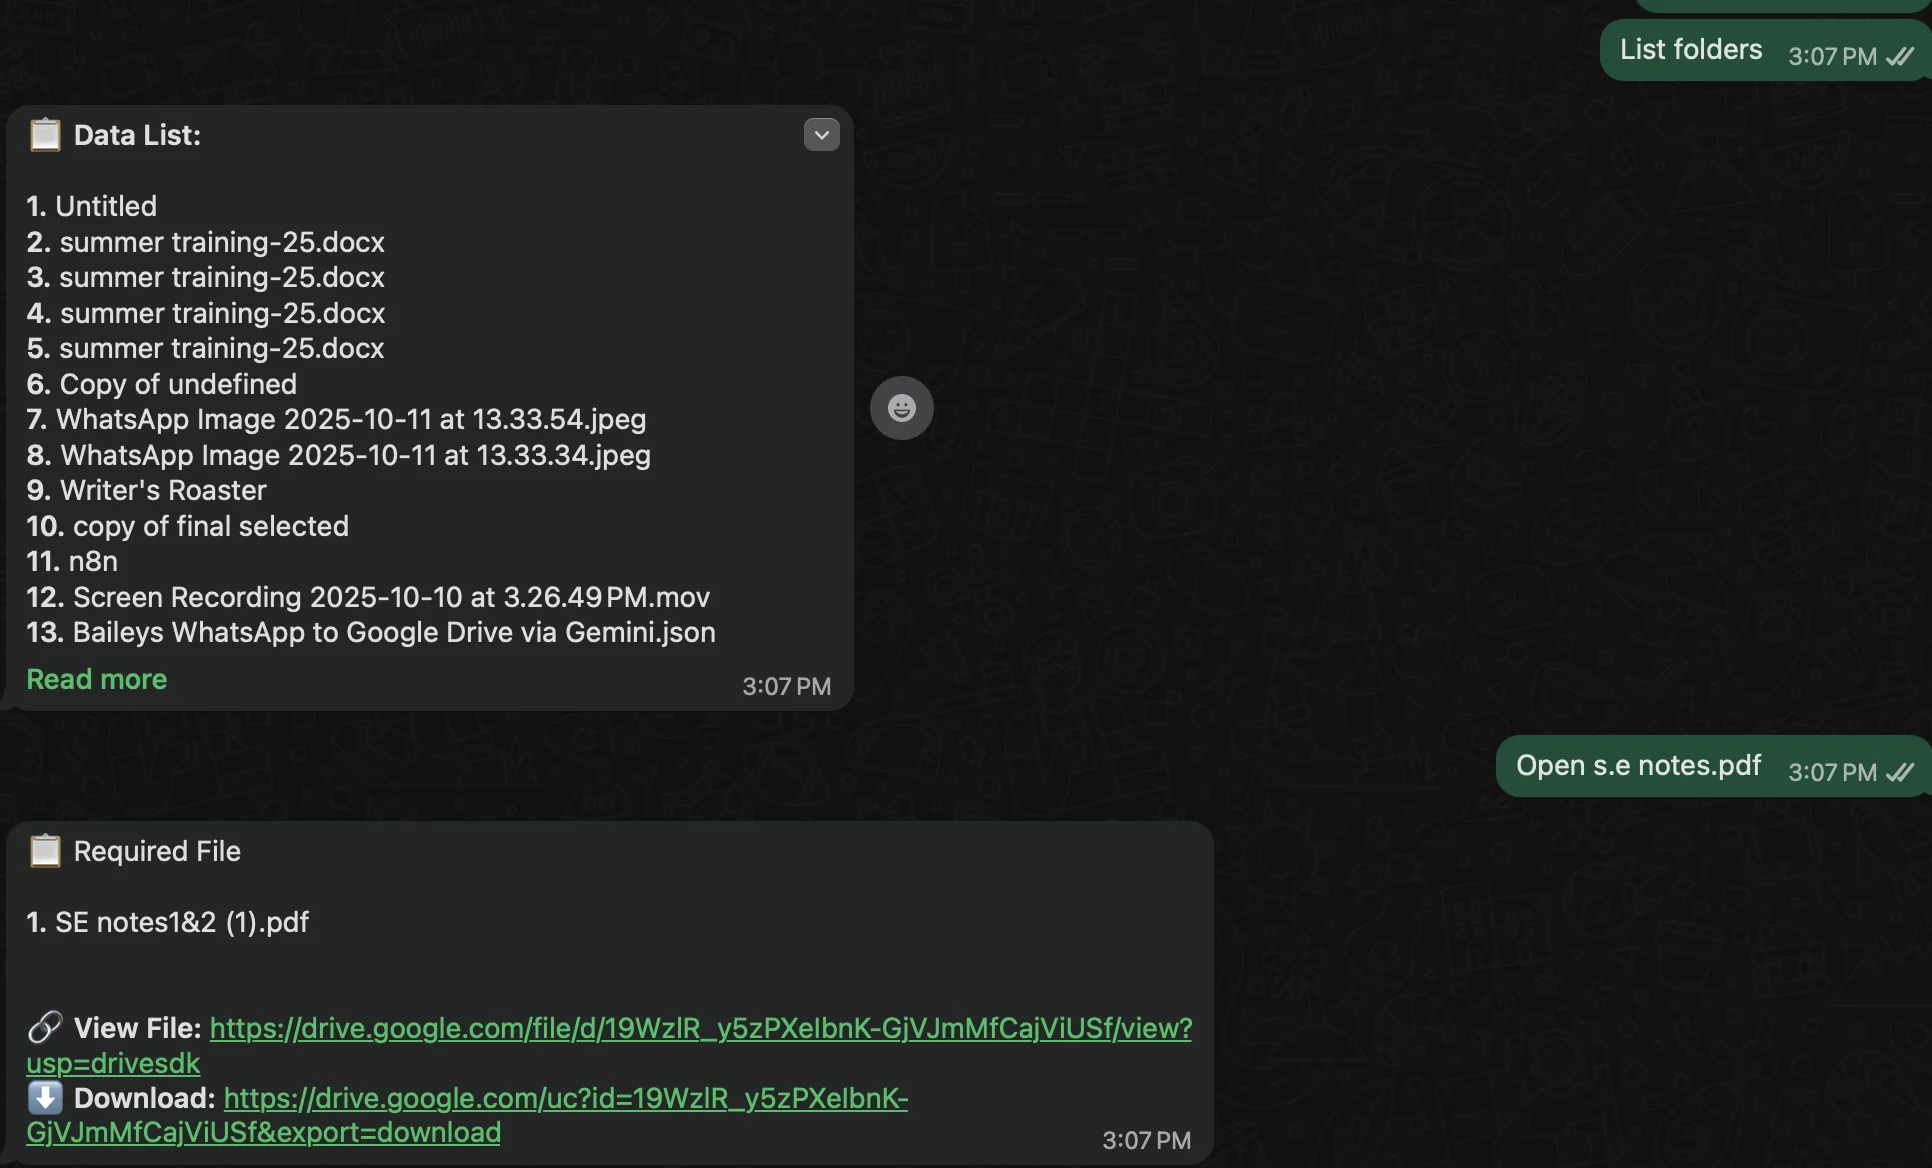 List folders 3:07 PM
📋 Data List:
1. Untitled
2. summer training-25.docx
3. summer training-25.docx
4. summer training-25.docx
5. summer training-25.docx
6. Copy of undefined
7. WhatsApp Image 2025-10-11 at 13.33.54.jpeg
8. WhatsApp Image 2025-10-11 at 13.33.34.jpeg
9. Writer's Roaster
10. copy of final selected
11. n8n
12. Screen Recording 2025-10-10 at 3.26.49 PM.mov
13. Baileys WhatsApp to Google Drive via Gemini.json
Read more
3:07 PM
Open s.e notes.pdf 3:07 PM
📋 Required File
1. SE notes1&2 (1).pdf
🔗 View File: https://drive.google.com/file/d/19WzlR_y5zPXeIbnK-GjVJmMfCajViUSf/view?
usp=drivesdk
⬇️ Download: https://drive.google.com/uc?id=19WzlR_y5zPXeIbnK-
GjVJmMfCajViUSf&export=download
3:07 PM